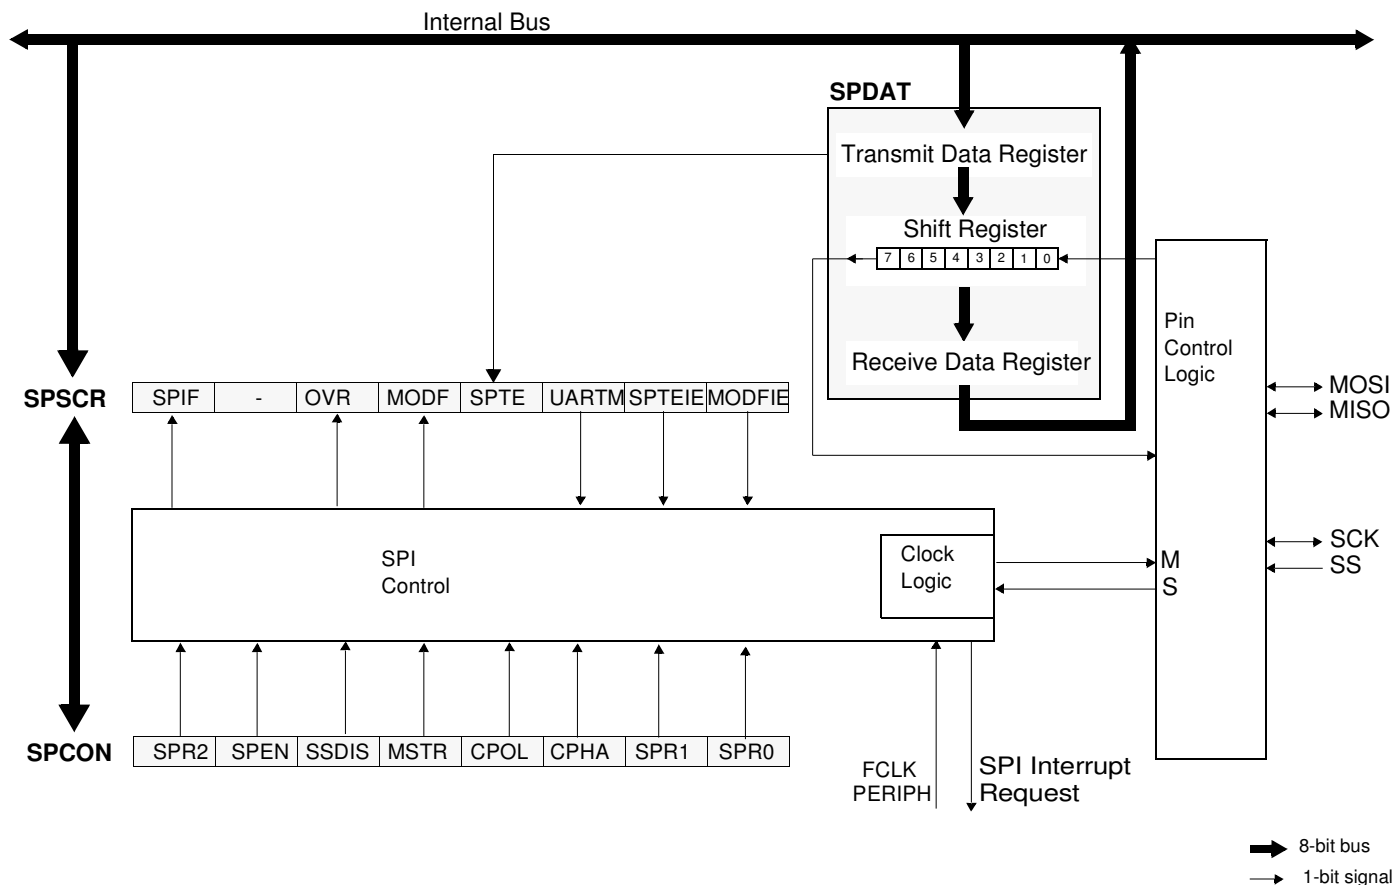 Internal Bus
SPDAT
Transmit Data Register
Shift Register
7 6 5 4 3 2 1 0
Receive Data Register
Pin
Control
Logic
MOSI
MISO
SCK
SS
M
S
SPSCR
SPIF - OVR MODF SPTE UARTM SPTEIE MODFIE
SPI
Control
Clock
Logic
SPCON
SPR2 SPEN SSDIS MSTR CPOL CPHA SPR1 SPR0
FCLK
PERIPH
SPI Interrupt
Request
8-bit bus
1-bit signal